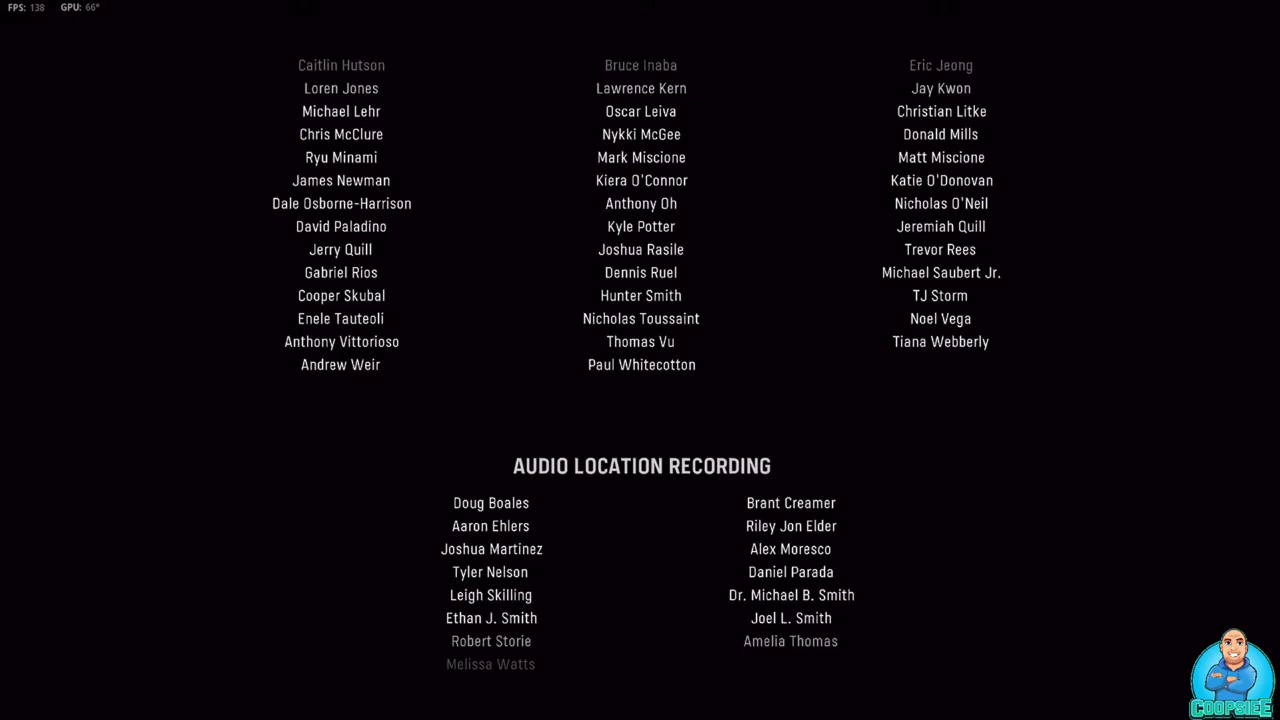 FPS: 138 GPU: 66°
Caitlin Hutson Bruce Inaba Eric Jeong
Loren Jones Lawrence Kern Jay Kwon
Michael Lehr Oscar Leiva Christian Litke
Chris McClure Nykki McGee Donald Mills
Ryu Minami Mark Miscione Matt Miscione
James Newman Kiera O'Connor Katie O'Donovan
Dale Osborne-Harrison Anthony Oh Nicholas O'Neil
David Paladino Kyle Potter Jeremiah Quill
Jerry Quill Joshua Rasile Trevor Rees
Gabriel Rios Dennis Ruel Michael Saubert Jr.
Cooper Skubal Hunter Smith TJ Storm
Enele Tauteoli Nicholas Toussaint Noel Vega
Anthony Vittorioso Thomas Vu Tiana Webberly
Andrew Weir Paul Whitecotton
AUDIO LOCATION RECORDING
Doug Boales Brant Creamer
Aaron Ehlers Riley Jon Elder
Joshua Martinez Alex Moresco
Tyler Nelson Daniel Parada
Leigh Skilling Dr. Michael B. Smith
Ethan J. Smith Joel L. Smith
Robert Storie Amelia Thomas
Melissa Watts
COOPSIEE